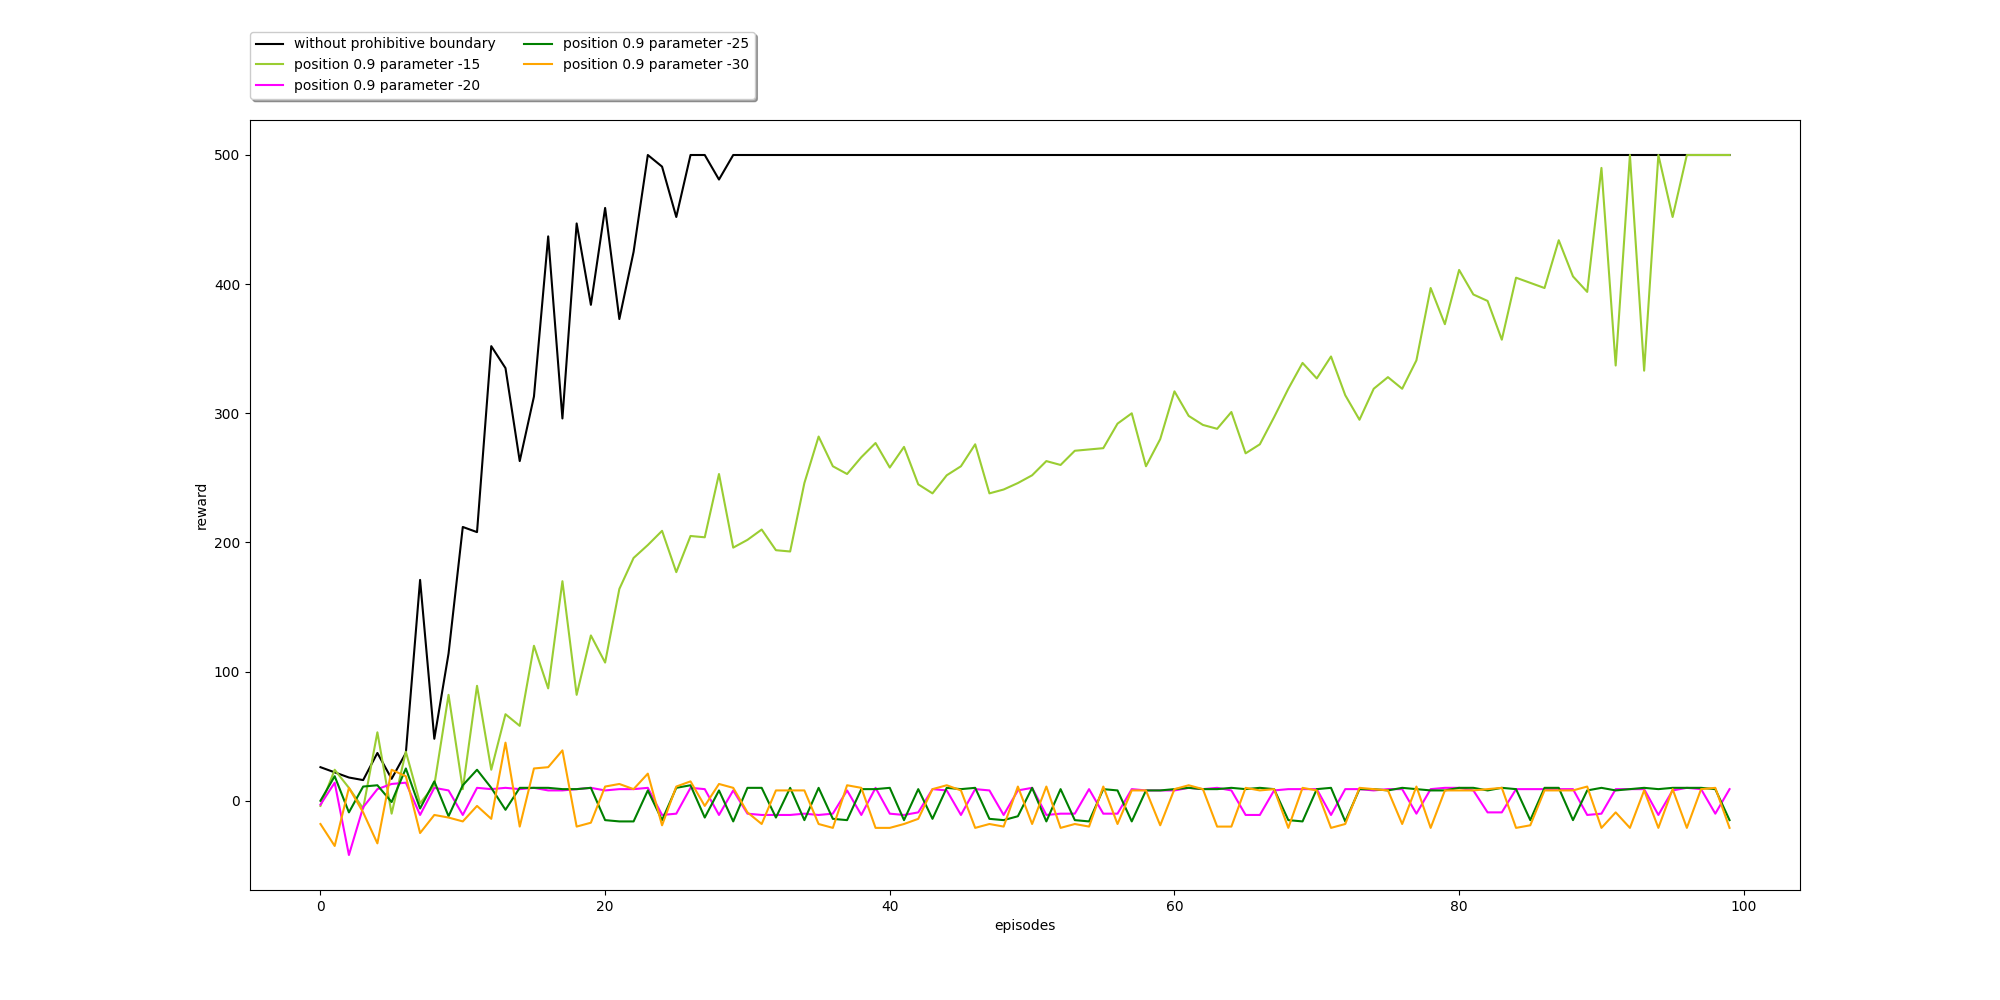 without prohibitive boundary
position 0.9 parameter -15
position 0.9 parameter -20
position 0.9 parameter -25
position 0.9 parameter -30
500
400
300
200
100
0
reward
0
20
40
60
80
100
episodes